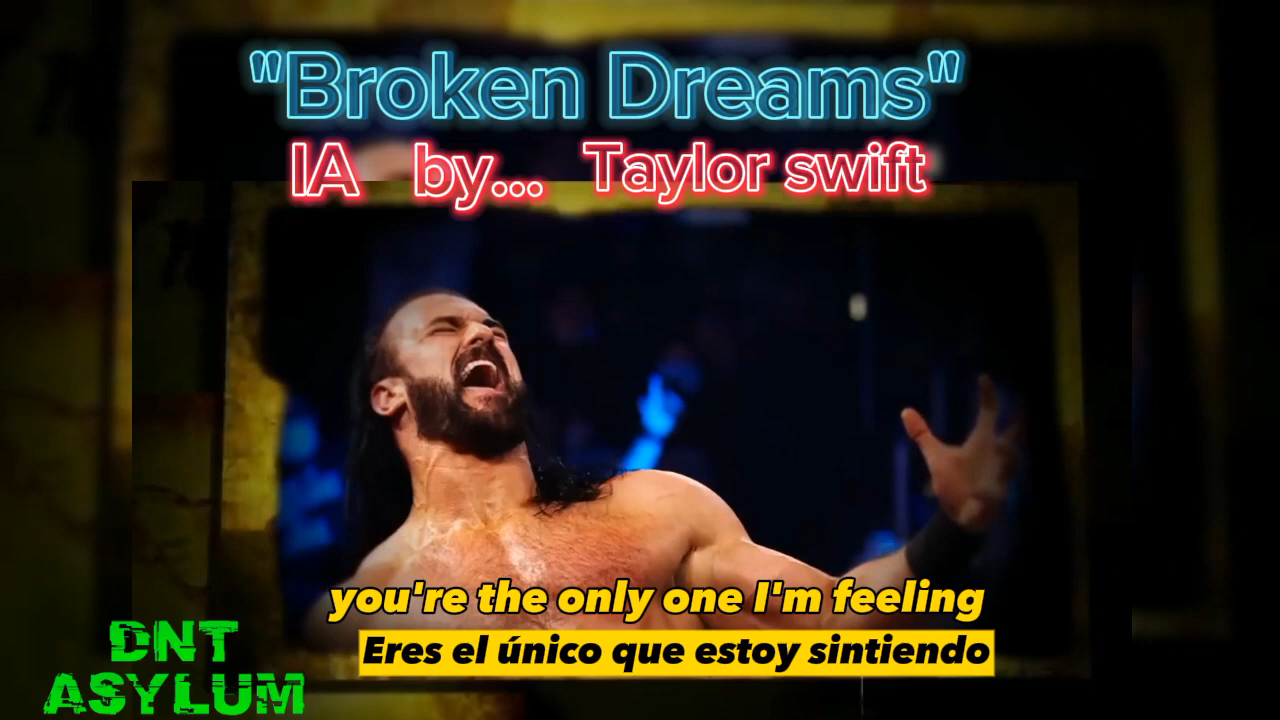 "Broken Dreams"
IA by... Taylor swift
you're the only one I'm feeling
Eres el único que estoy sintiendo
DNT
ASYLUM